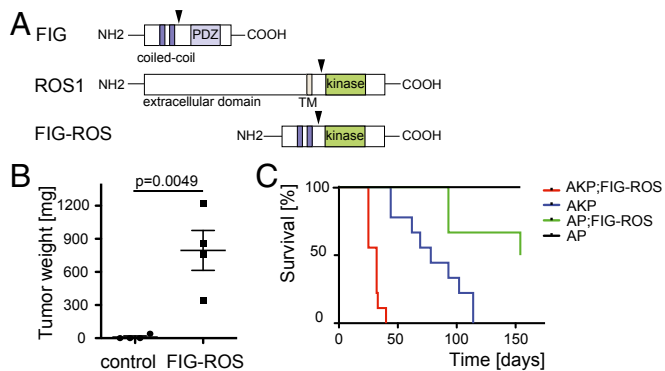 A
FIG
NH2
PDZ
COOH
coiled-coil
ROS1
NH2
kinase
COOH
extracellular domain
TM
FIG-ROS
NH2
kinase
COOH
B
p=0.0049
Tumor weight [mg]
1200
900
600
300
0
control
FIG-ROS
C
Survival [%]
100
50
0
0
50
100
150
Time [days]
AKP;FIG-ROS
AKP
AP;FIG-ROS
AP